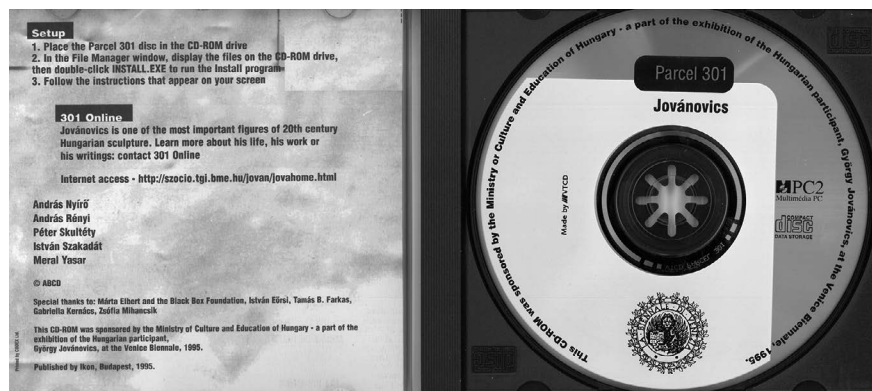 Setup
1. Place the Parcel 301 disc in the CD-ROM drive
2. In the File Manager window, display the files on the CD-ROM drive,
then double-click INSTALL.EXE to run the Install program
3. Follow the instructions that appear on your screen
301 Online
Jovánovics is one of the most important figures of 20th century
Hungarian sculpture. Learn more about his life, his work or
his writings: contact 301 Online
Internet access - http://szocio.tgi.bme.hu/jovan/jovahome.html
András Nyírő
András Rényi
Péter Skultéty
István Szakadát
Meral Yasar
© ABCD
Special thanks to: Márta Elbert and the Black Box Foundation, István Eörsi, Tamás B. Farkas,
Gabriella Kernács, Zsófia Mihancsik
This CD-ROM was sponsored by the Ministry of Culture and Education of Hungary - a part of the
exhibition of the Hungarian participant,
György Jovánovics, at the Venice Biennale, 1995.
Published by Ikon, Budapest, 1995.
This CD-ROM was sponsored by the Ministry or Culture and Education of Hungary - a part of the exhibition of the Hungarian participant, György Jovánovics, at the Venice Biennale, 1995.
Parcel 301
Jovánovics
Made by VTCD
MPC2
Multimédia PC
COMPACT
disc
DATA STORAGE